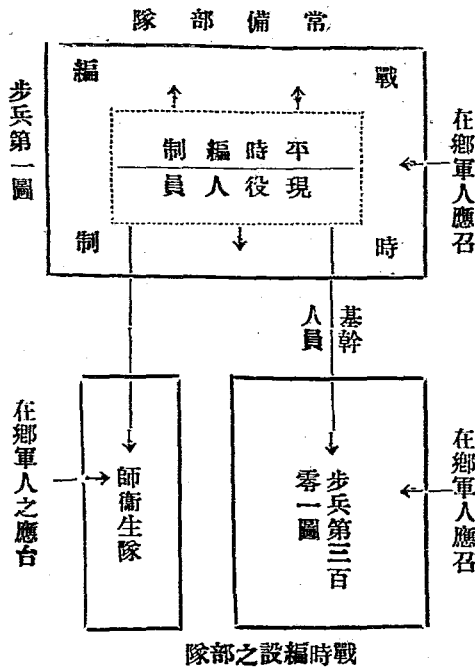 常備部隊
戰時
編制
平時編制
現役人員
在鄉軍人應召
步兵第一圖
基幹
人員
在鄉軍人應召
步兵第三百
零一圖
師衛生隊
在鄉軍人之應台
戰時編設之部隊